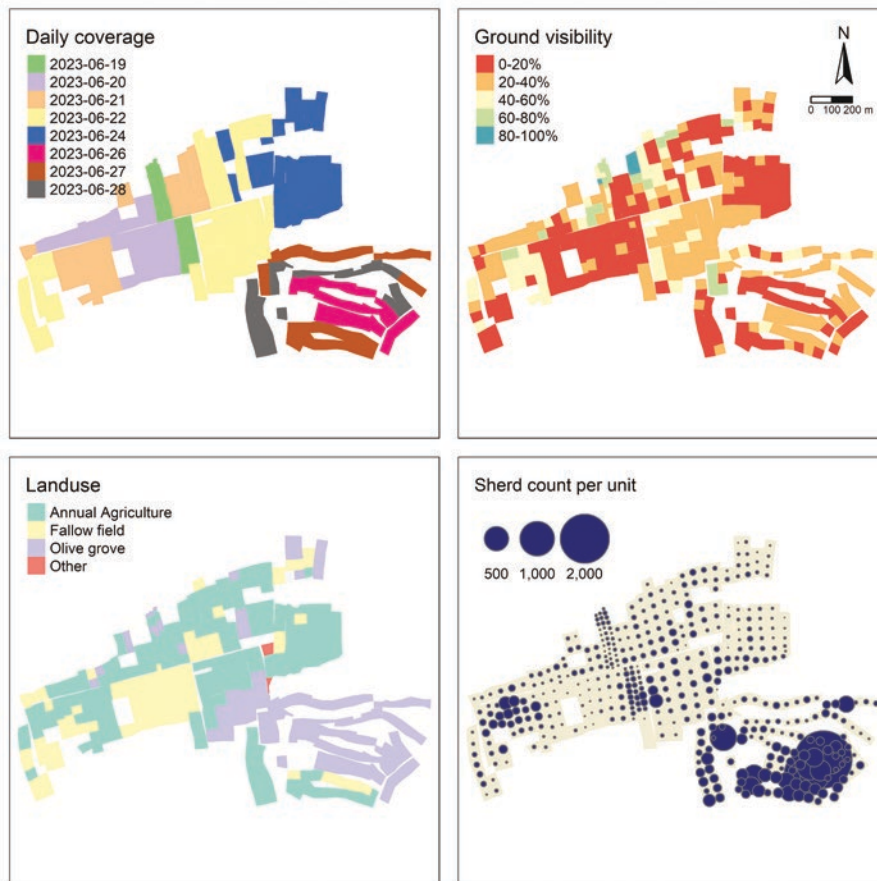 Daily coverage
2023-06-19
2023-06-20
2023-06-21
2023-06-22
2023-06-24
2023-06-26
2023-06-27
2023-06-28
Ground visibility
0-20%
20-40%
40-60%
60-80%
80-100%
N
0 100 200 m
Landuse
Annual Agriculture
Fallow field
Olive grove
Other
Sherd count per unit
500 1,000 2,000